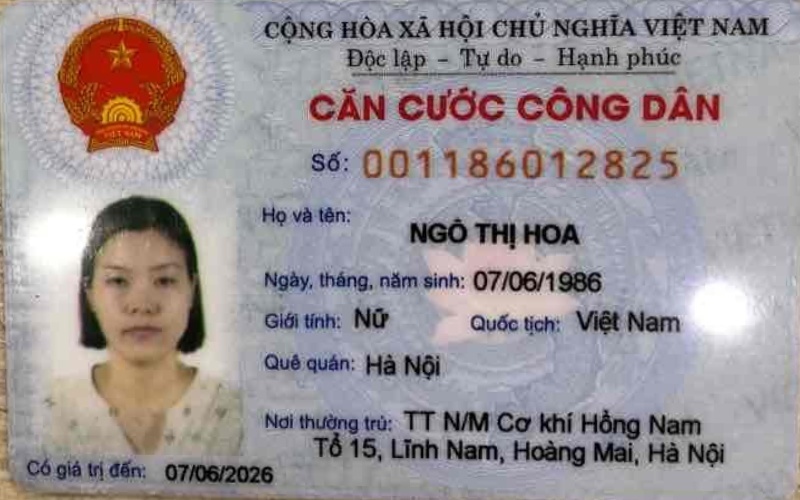 CỘNG HÒA XÃ HỘI CHỦ NGHĨA VIỆT NAM
Độc lập - Tự do - Hạnh phúc
CĂN CƯỚC CÔNG DÂN
Số: 001186012825
Họ và tên:
NGÔ THỊ HOA
Ngày, tháng, năm sinh: 07/06/1986
Giới tính: Nữ Quốc tịch: Việt Nam
Quê quán: Hà Nội
Nơi thường trú: TT N/M Cơ khí Hồng Nam
Tổ 15, Lĩnh Nam, Hoàng Mai, Hà Nội
Có giá trị đến: 07/06/2026